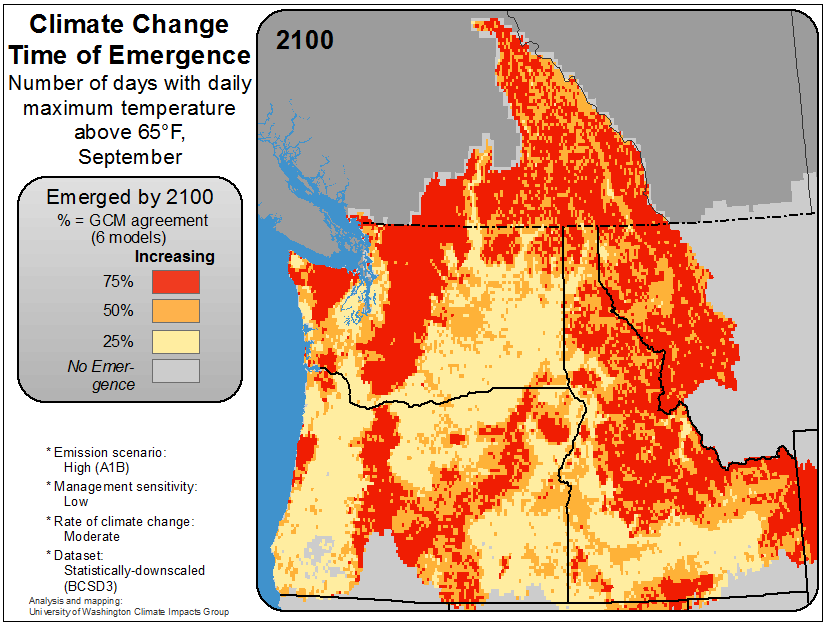 Climate Change
Time of Emergence
Number of days with daily
maximum temperature
above 65°F,
September
2100
Emerged by 2100
% = GCM agreement
(6 models)
Increasing
75%
50%
25%
No Emer-
gence
* Emission scenario:
High (A1B)
* Management sensitivity:
Low
* Rate of climate change:
Moderate
* Dataset:
Statistically-downscaled
(BCSD3)
Analysis and mapping:
University of Washington Climate Impacts Group